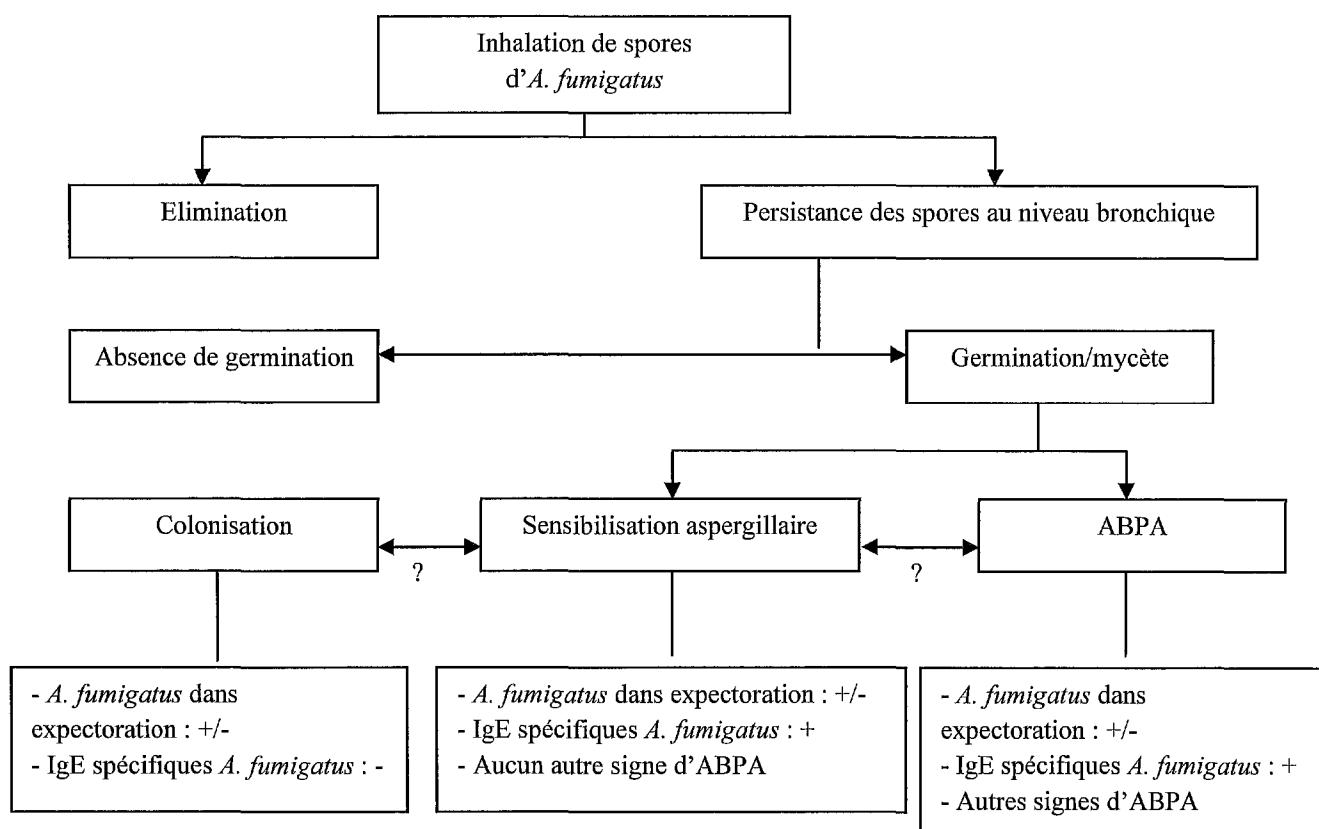 Inhalation de spores
d'A. fumigatus
Elimination
Persistance des spores au niveau bronchique
Absence de germination
Germination/mycète
Colonisation
Sensibilisation aspergillaire
ABPA
?
?
- A. fumigatus dans
expectoration : +/-
- IgE spécifiques A. fumigatus : -
- A. fumigatus dans expectoration : +/-
- IgE spécifiques A. fumigatus : +
- Aucun autre signe d'ABPA
- A. fumigatus dans
expectoration : +/-
- IgE spécifiques A. fumigatus : +
- Autres signes d'ABPA